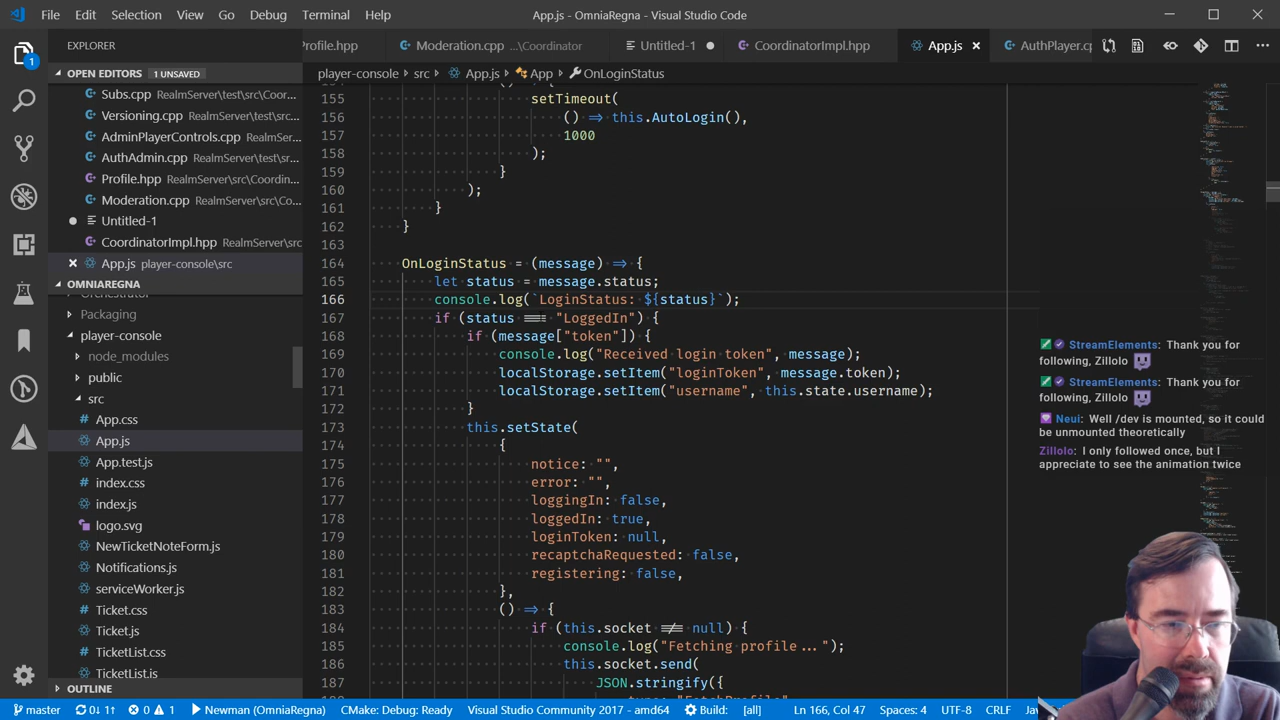 File Edit Selection View Go Debug Terminal Help
App.js - OmniaRegna - Visual Studio Code
EXPLORER
Profile.hpp Moderation.cpp ...\Coordinator Untitled-1 CoordinatorImpl.hpp App.js AuthPlayer.cp
OPEN EDITORS 1 UNSAVED
player-console > src > App.js > App > OnLoginStatus
Subs.cpp RealmServer\test\src\Coor...
Versioning.cpp RealmServer\test\src...
AdminPlayerControls.cpp RealmServ...
AuthAdmin.cpp RealmServer\test\sr...
Profile.hpp RealmServer\src\Coordin...
Moderation.cpp RealmServer\src\Co...
Untitled-1
CoordinatorImpl.hpp RealmServer\src
App.js player-console\src
OMNIAREGNA
Orchestrator
Packaging
player-console
node_modules
public
src
App.css
App.js
App.test.js
index.css
index.js
logo.svg
NewTicketNoteForm.js
Notifications.js
serviceWorker.js
Ticket.css
Ticket.js
TicketList.css
TicketList.js
OUTLINE
155 setTimeout(
156 () => this.AutoLogin(),
157 1000
158 );
159 }
160 );
161 }
162 }
163
164 OnLoginStatus = (message) => {
165 let status = message.status;
166 console.log(`LoginStatus: ${status}`);
167 if (status === "LoggedIn") {
168 if (message["token"]) {
169 console.log("Received login token", message);
170 localStorage.setItem("loginToken", message.token);
171 localStorage.setItem("username", this.state.username);
172 }
173 this.setState(
174 {
175 notice: "",
176 error: "",
177 loggingIn: false,
178 loggedIn: true,
179 loginToken: null,
180 recaptchaRequested: false,
181 registering: false,
182 },
183 () => {
184 if (this.socket !== null) {
185 console.log("Fetching profile...");
186 this.socket.send(
187 JSON.stringify({
StreamElements: Thank you for
following, Zillolo
StreamElements: Thank you for
following, Zillolo
Neui: Well /dev is mounted, so it could
be unmounted theoretically
Zillolo: I only followed once, but I
appreciate to see the animation twice
1
master 0↓ 1↑ 0 1 Newman (OmniaRegna) CMake: Debug: Ready Visual Studio Community 2017 - amd64 Build: [all] Ln 166, Col 47 Spaces: 4 UTF-8 CRLF